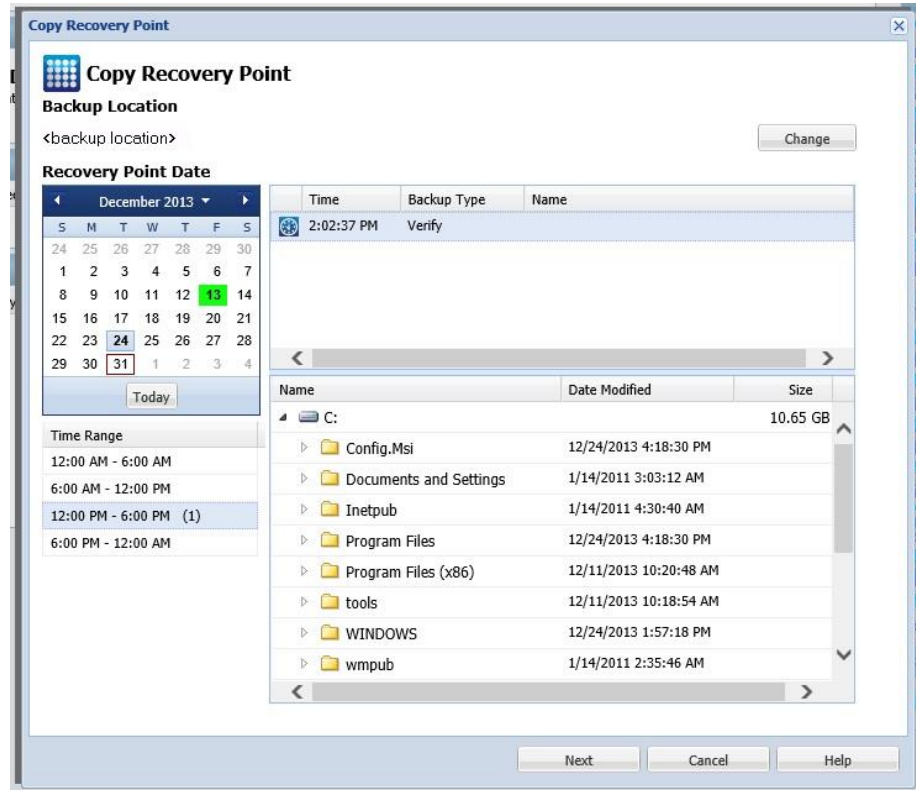 Copy Recovery Point
Copy Recovery Point
Backup Location
<backup location>
Change
Recovery Point Date
December 2013
S M T W T F S
24 25 26 27 28 29 30
1 2 3 4 5 6 7
8 9 10 11 12 13 14
15 16 17 18 19 20 21
22 23 24 25 26 27 28
29 30 31 1 2 3 4
Today
Time Range
12:00 AM - 6:00 AM
6:00 AM - 12:00 PM
12:00 PM - 6:00 PM (1)
6:00 PM - 12:00 AM
Time Backup Type Name
2:02:37 PM Verify
Name Date Modified Size
C: 10.65 GB
Config.Msi 12/24/2013 4:18:30 PM
Documents and Settings 1/14/2011 3:03:12 AM
Inetpub 1/14/2011 4:30:40 AM
Program Files 12/24/2013 4:18:30 PM
Program Files (x86) 12/11/2013 10:20:48 AM
tools 12/11/2013 10:18:54 AM
WINDOWS 12/24/2013 1:57:18 PM
wmpub 1/14/2011 2:35:46 AM
Next Cancel Help